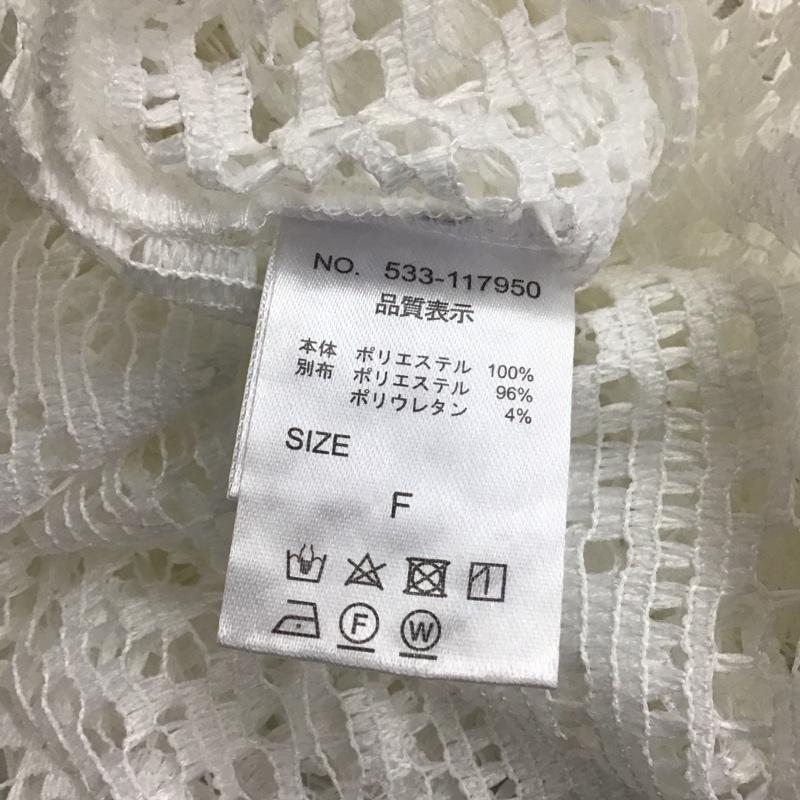 NO. 533-117950
品質表示
本体 ポリエステル 100%
別布 ポリエステル 96%
ポリウレタン 4%
SIZE
F
F W